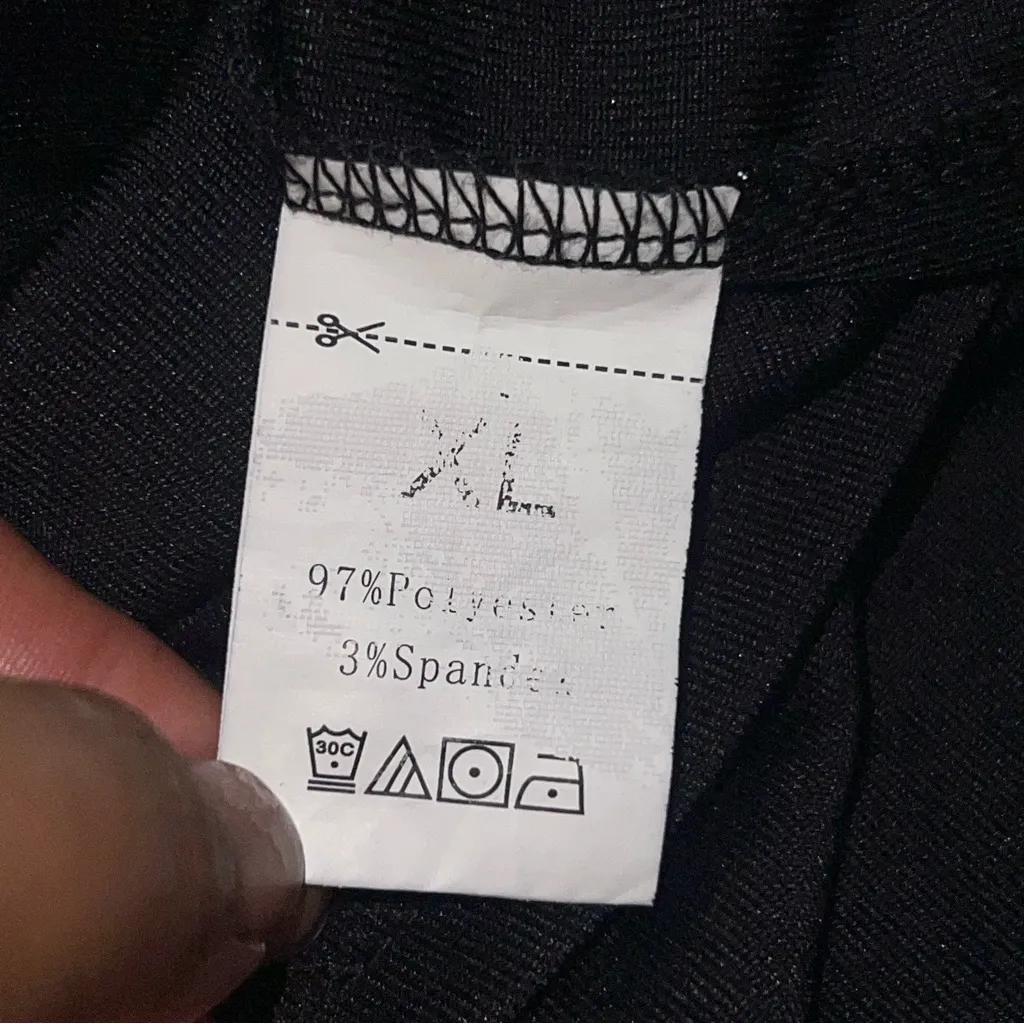 XL
97%Polyester
3%Spandex
30C